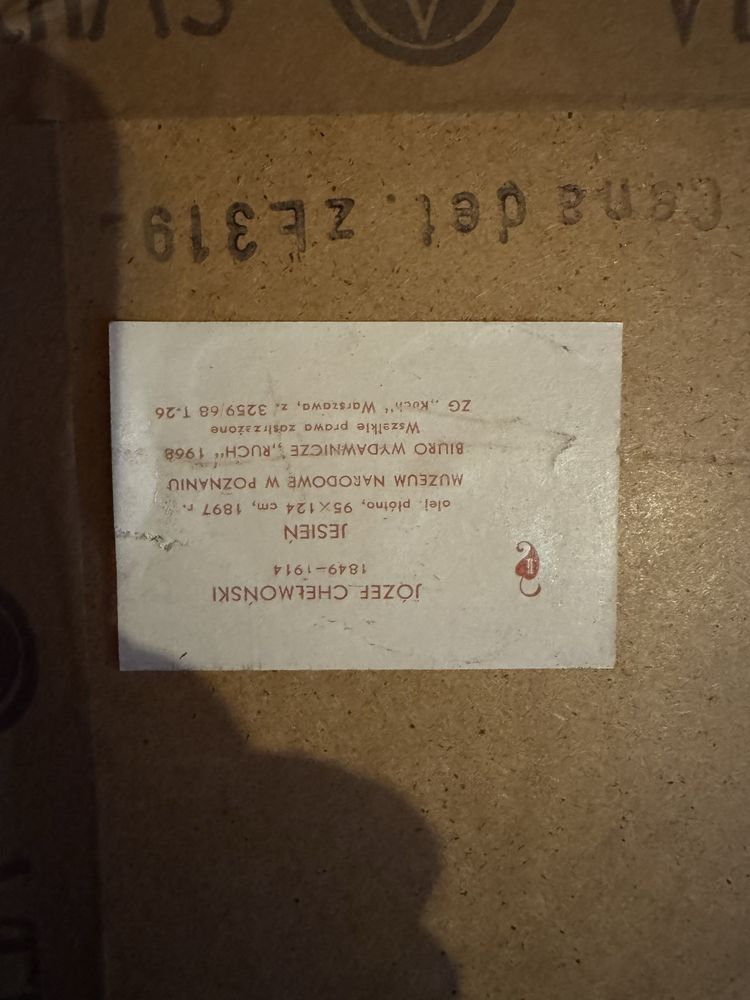 JÓZEF CHEŁMOŃSKI
1849–1914
JESIEŃ
olej, płótno, 95×124 cm, 1897 r.
MUZEUM NARODOWE W POZNANIU
BIURO WYDAWNICZE „RUCH" 1968
Wszelkie prawa zastrzeżone
ZG „Ruch" Warszawa, z. 3259/68 T-26
Cena det. zł 319-